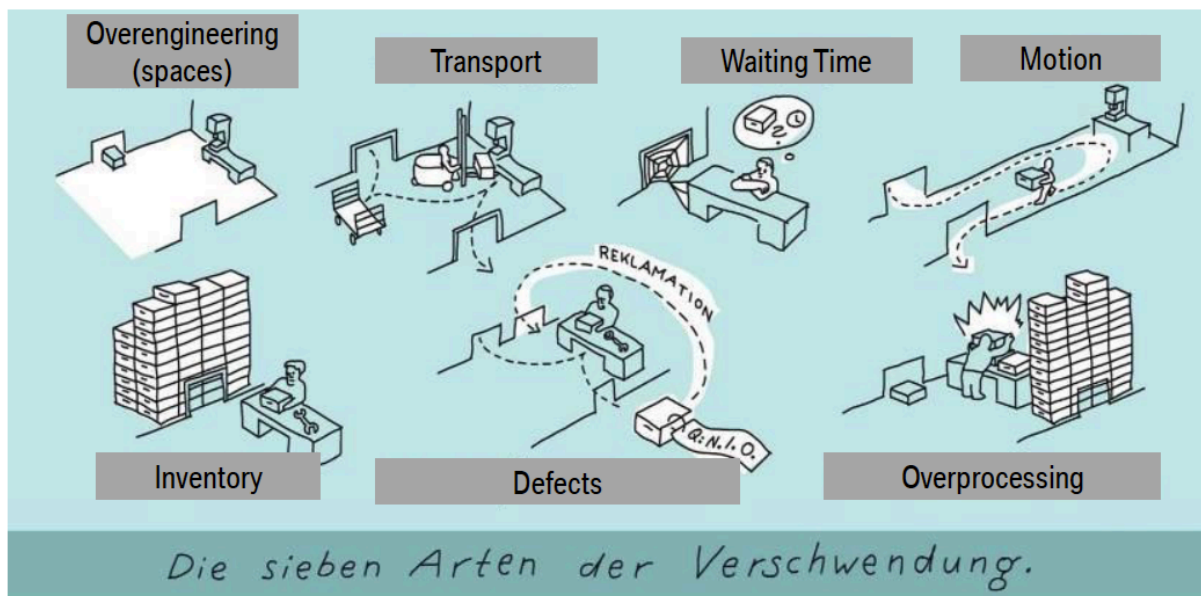 Overengineering
(spaces)
Transport
Waiting Time
Motion
?
REKLAMATION
Inventory
Q: N.I.O.
Defects
Overprocessing
Die sieben Arten der Verschwendung.